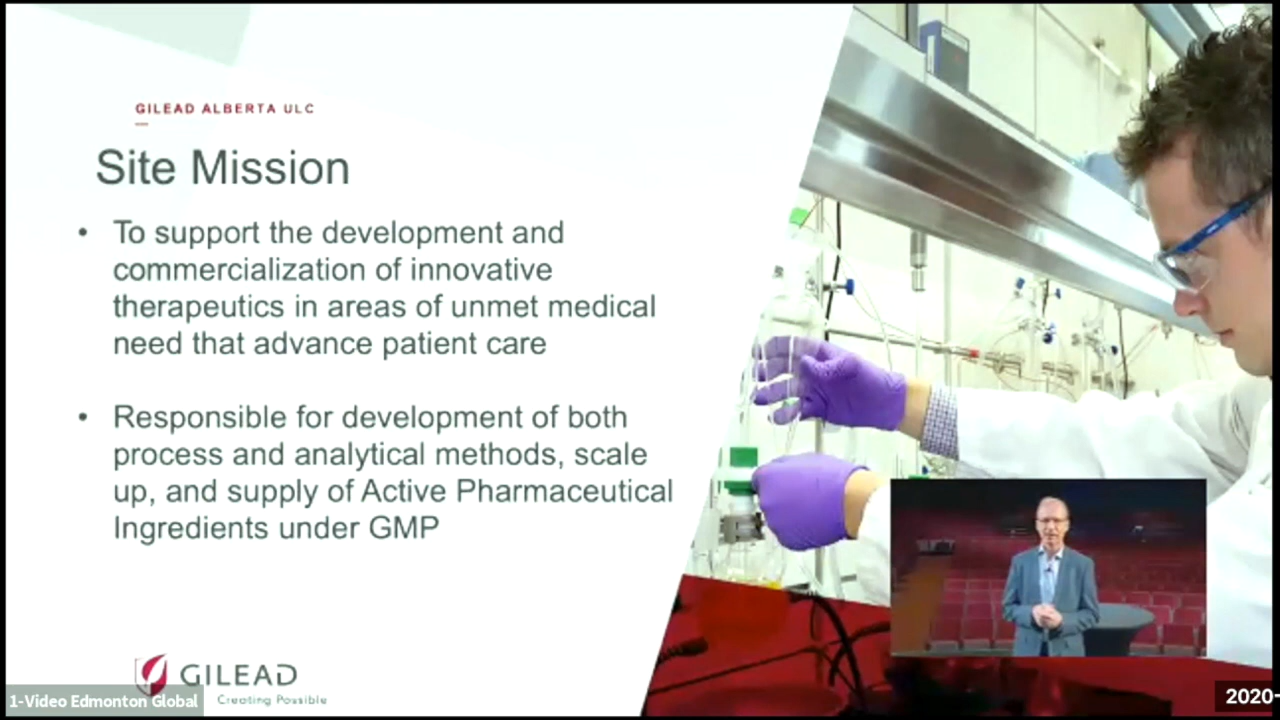 GILEAD ALBERTA ULC
Site Mission
• To support the development and
commercialization of innovative
therapeutics in areas of unmet medical
need that advance patient care
• Responsible for development of both
process and analytical methods, scale
up, and supply of Active Pharmaceutical
Ingredients under GMP
GILEAD
Creating Possible
1-Video Edmonton Global
2020-